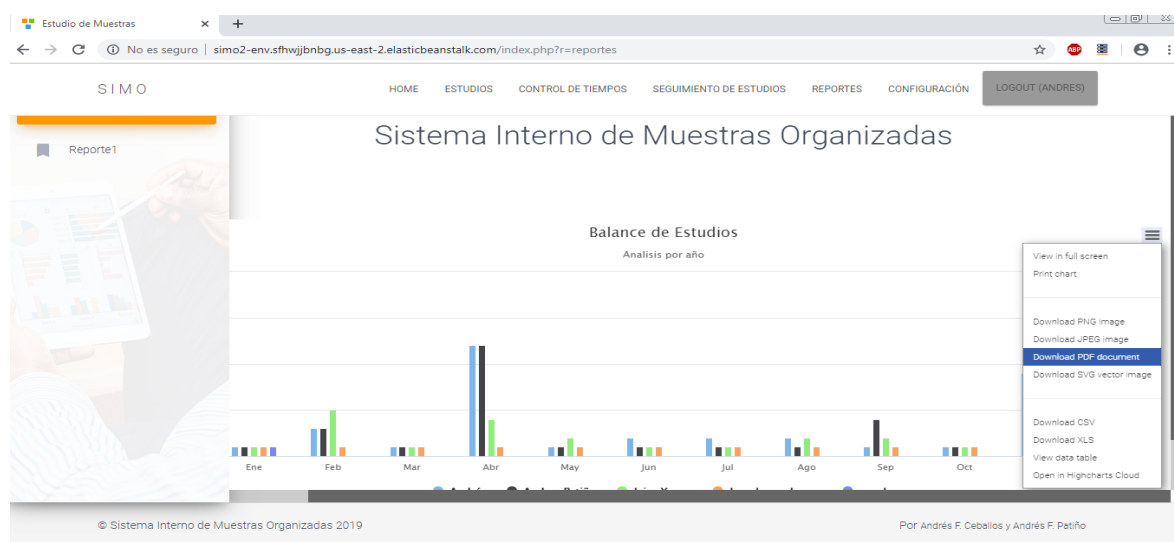 Estudio de Muestras
No es seguro | simo2-env.sfhwjjbnbg.us-east-2.elasticbeanstalk.com/index.php?r=reportes
ABP
SIMO
HOME ESTUDIOS CONTROL DE TIEMPOS SEGUIMIENTO DE ESTUDIOS REPORTES CONFIGURACIÓN LOGOUT (ANDRES)
Reporte1
Sistema Interno de Muestras Organizadas
Balance de Estudios
Analisis por año
View in full screen
Print chart
Download PNG image
Download JPEG image
Download PDF document
Download SVG vector image
Download CSV
Download XLS
View data table
Open in Highcharts Cloud
Ene Feb Mar Abr May Jun Jul Ago Sep Oct
© Sistema Interno de Muestras Organizadas 2019
Por Andrés F. Ceballos y Andrés F. Patiño